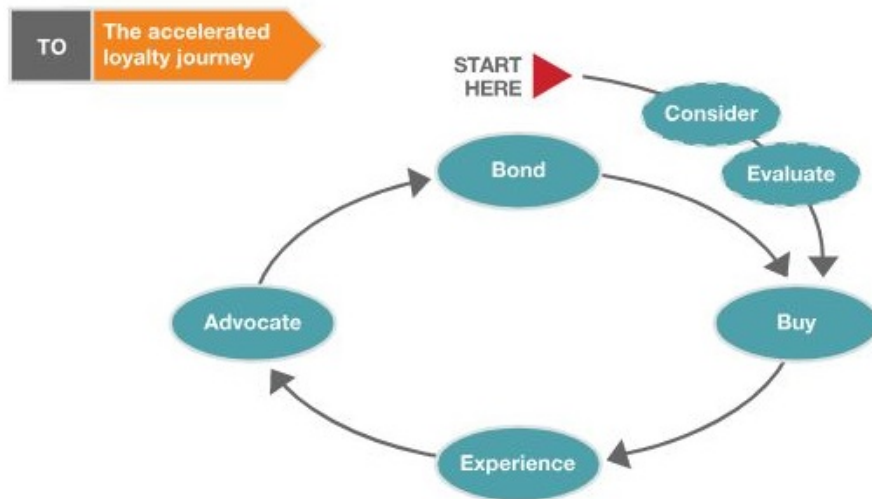 TO
The accelerated
loyalty journey
START
HERE
Consider
Evaluate
Bond
Buy
Advocate
Experience